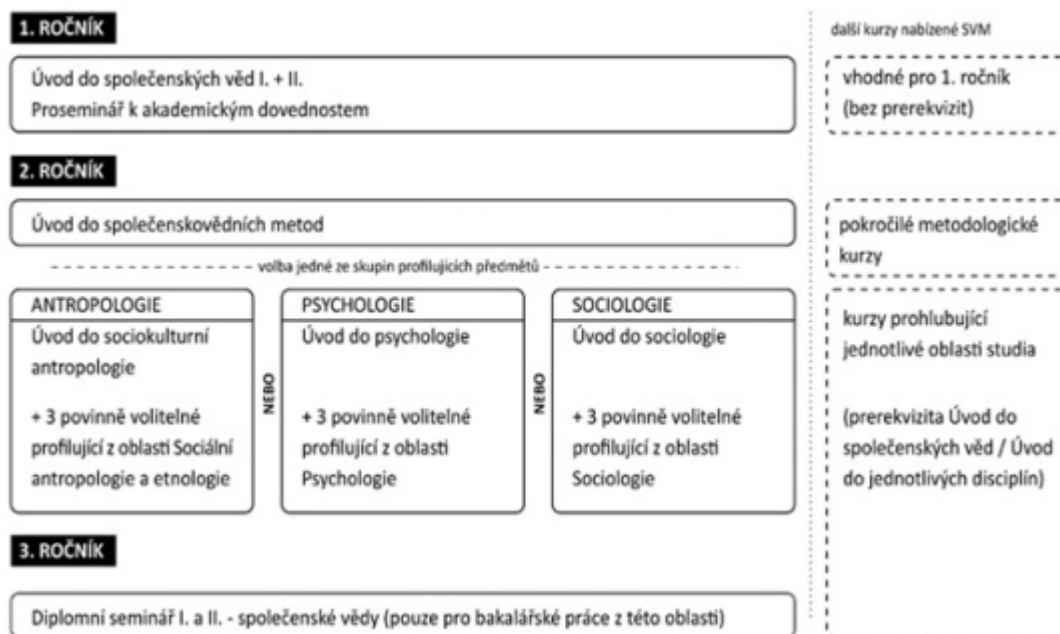 1. ROČNÍK
Úvod do společenských věd I. + II.
Proseminář k akademickým dovednostem
další kurzy nabízené SVM
vhodné pro 1. ročník
(bez prerekvizit)
2. ROČNÍK
Úvod do společenskovědních metod
pokročilé metodologické
kurzy
volba jedné ze skupin profilujících předmětů
ANTROPOLOGIE
Úvod do sociokulturní
antropologie
+ 3 povinně volitelné
profilující z oblasti Sociální
antropologie a etnologie
NEBO
PSYCHOLOGIE
Úvod do psychologie
+ 3 povinně volitelné
profilující z oblasti
Psychologie
NEBO
SOCIOLOGIE
Úvod do sociologie
+ 3 povinně volitelné
profilující z oblasti
Sociologie
kurzy prohlubující
jednotlivé oblasti studia
(prerekvizita Úvod do
společenských věd / Úvod
do jednotlivých disciplín)
3. ROČNÍK
Diplomní seminář I. a II. - společenské vědy (pouze pro bakalářské práce z této oblasti)